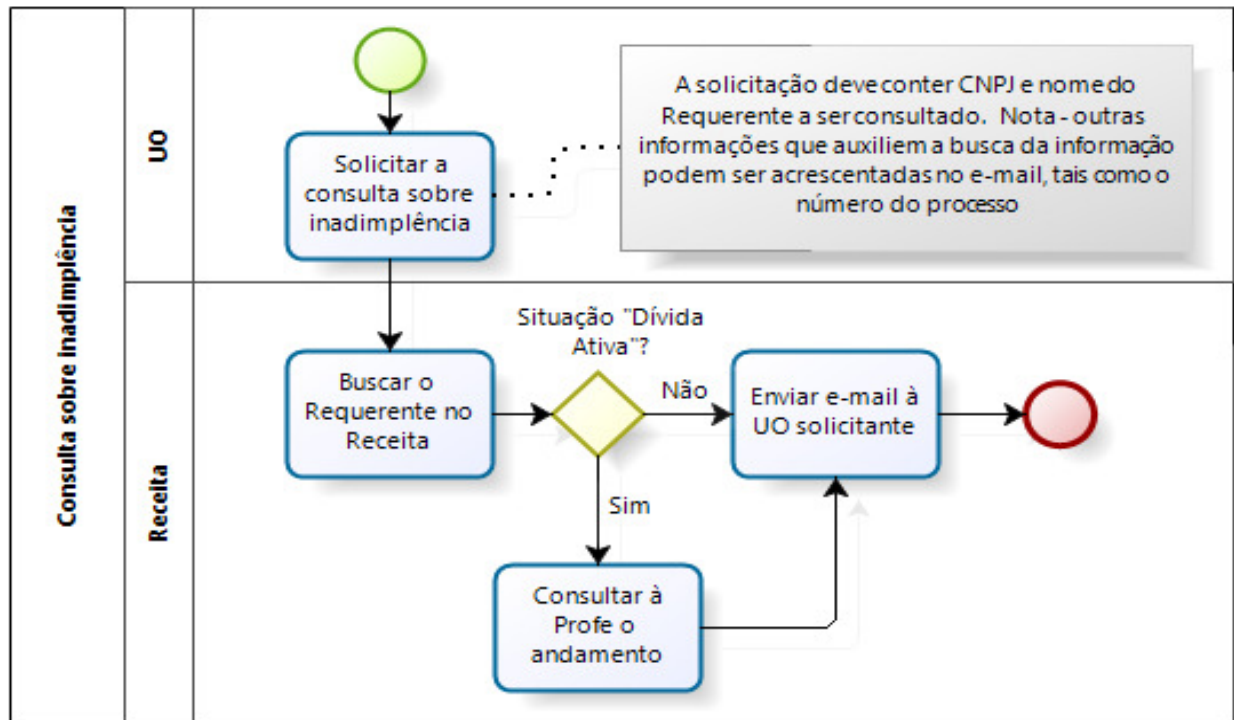 Consulta sobre inadimplência
UO
A solicitação deve conter CNPJ e nome do
Requerente a ser consultado. Nota - outras
informações que auxiliem a busca da informação
podem ser acrescentadas no e-mail, tais como o
número do processo
Solicitar a
consulta sobre
inadimplência
Receita
Situação "Dívida
Ativa"?
Buscar o
Requerente no
Receita
Não
Enviar e-mail à
UO solicitante
Sim
Consultar à
Profe o
andamento